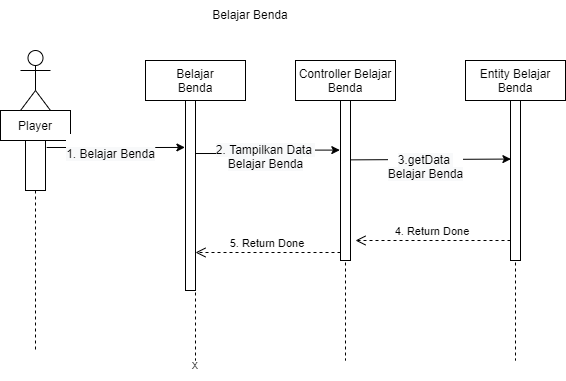 Belajar Benda
Belajar
Benda
Controller Belajar
Benda
Entity Belajar
Benda
Player
1. Belajar Benda
2. Tampilkan Data
Belajar Benda
3.getData
Belajar Benda
4. Return Done
5. Return Done
X